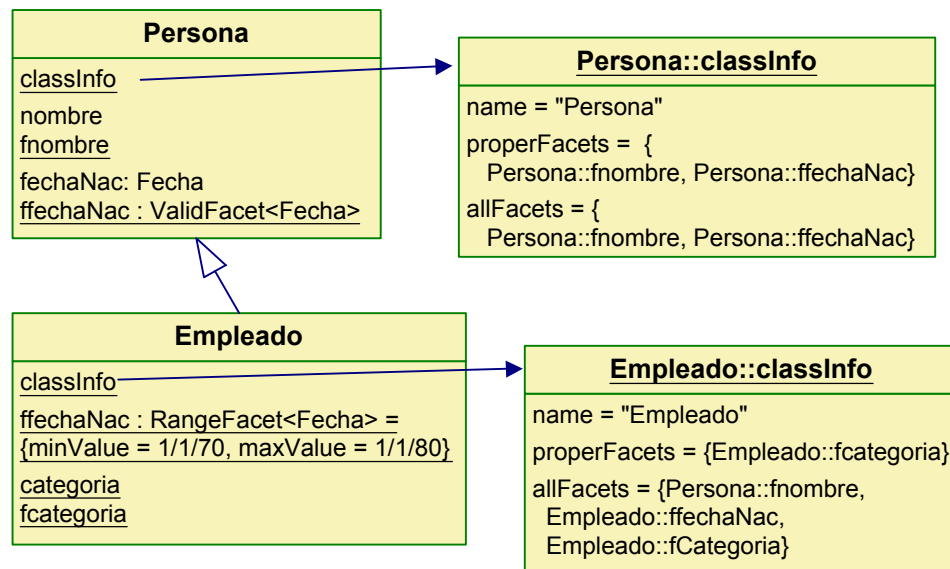 Persona
classInfo
nombre
fnombre
fechaNac: Fecha
ffechaNac : ValidFacet<Fecha>
Persona::classInfo
name = "Persona"
properFacets = {
Persona::fnombre, Persona::ffechaNac}
allFacets = {
Persona::fnombre, Persona::ffechaNac}
Empleado
classInfo
ffechaNac : RangeFacet<Fecha> =
{minValue = 1/1/70, maxValue = 1/1/80}
categoria
fcategoria
Empleado::classInfo
name = "Empleado"
properFacets = {Empleado::fcategoria}
allFacets = {Persona::fnombre,
Empleado::ffechaNac,
Empleado::fCategoria}